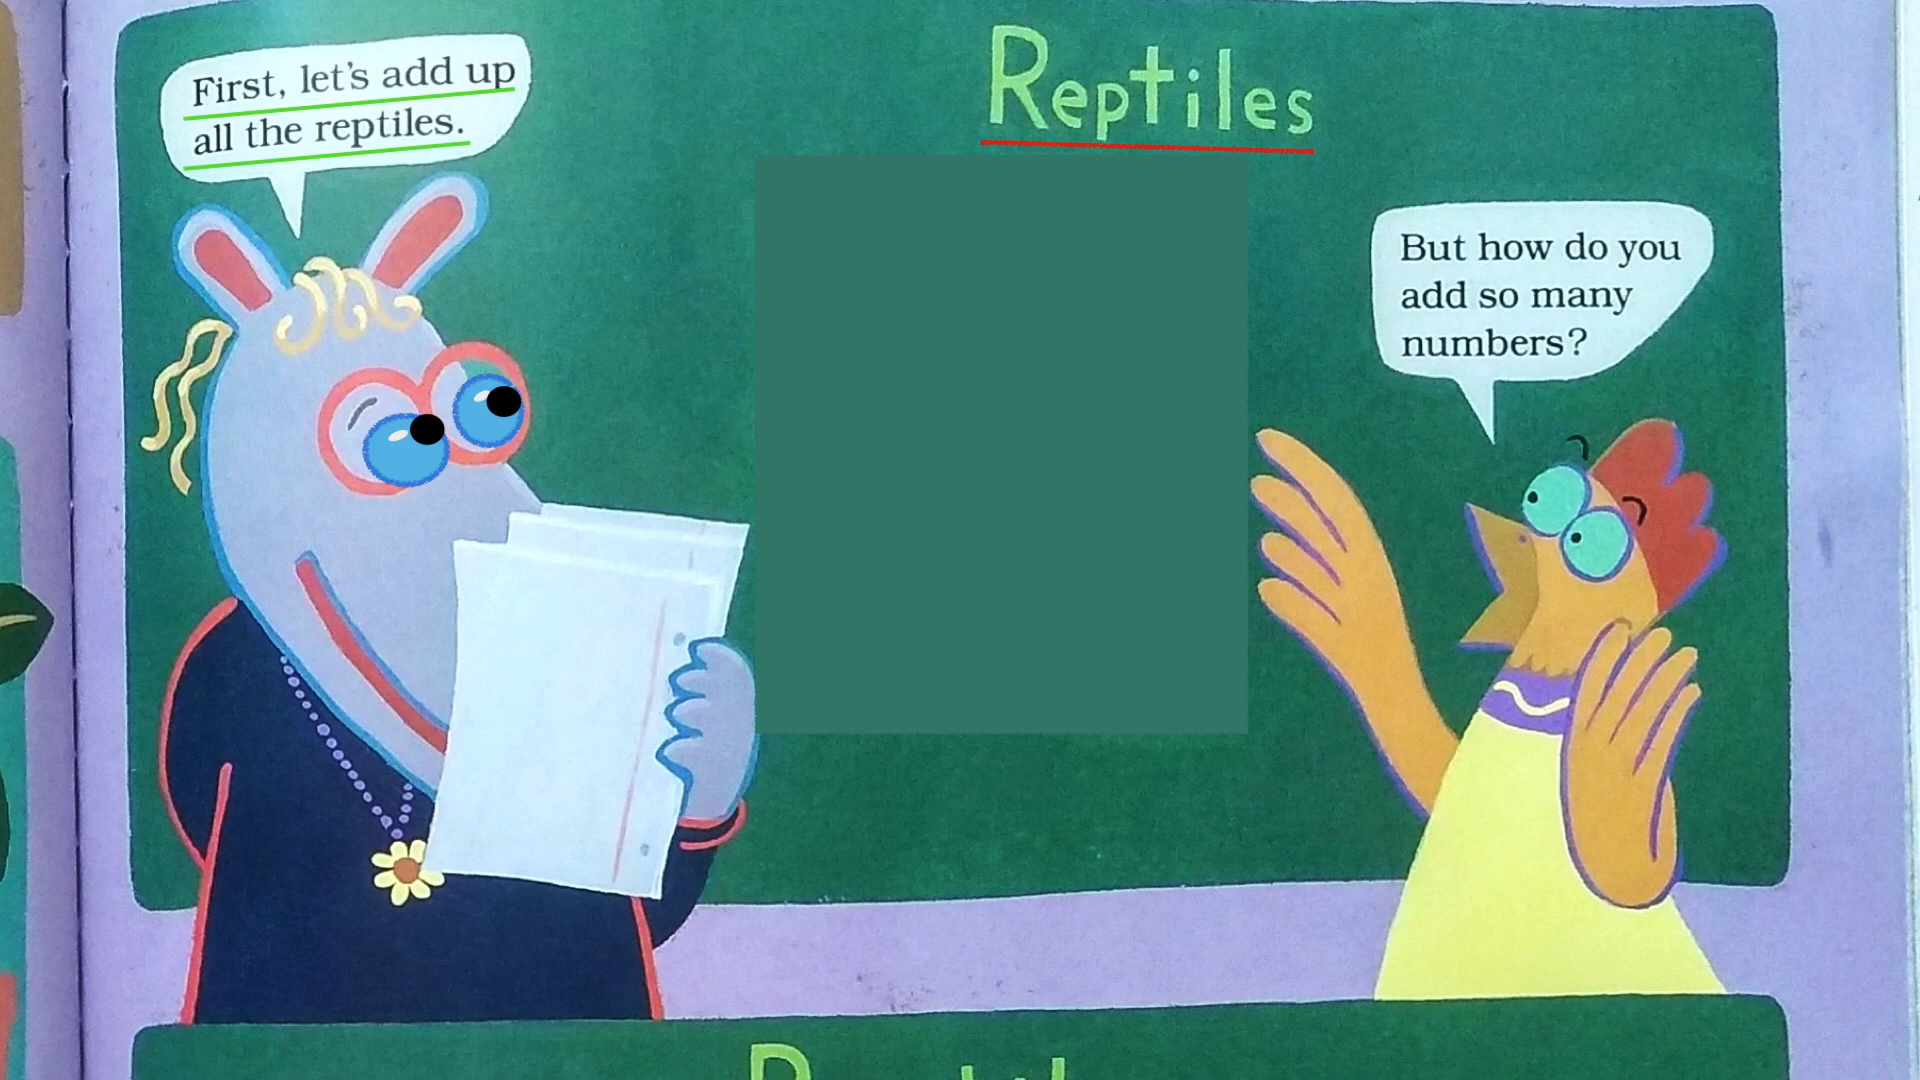 First, let's add up
all the reptiles.
Reptiles
But how do you
add so many
numbers?